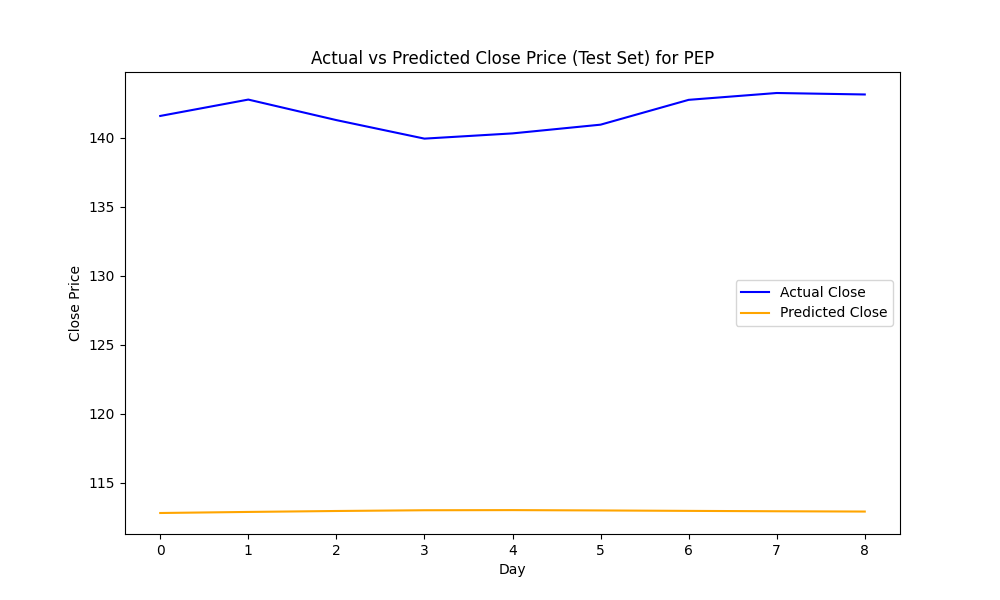 Actual vs Predicted Close Price (Test Set) for PEP
Close Price
140
135
130
125
120
115
Actual Close
Predicted Close
0 1 2 3 4 5 6 7 8
Day